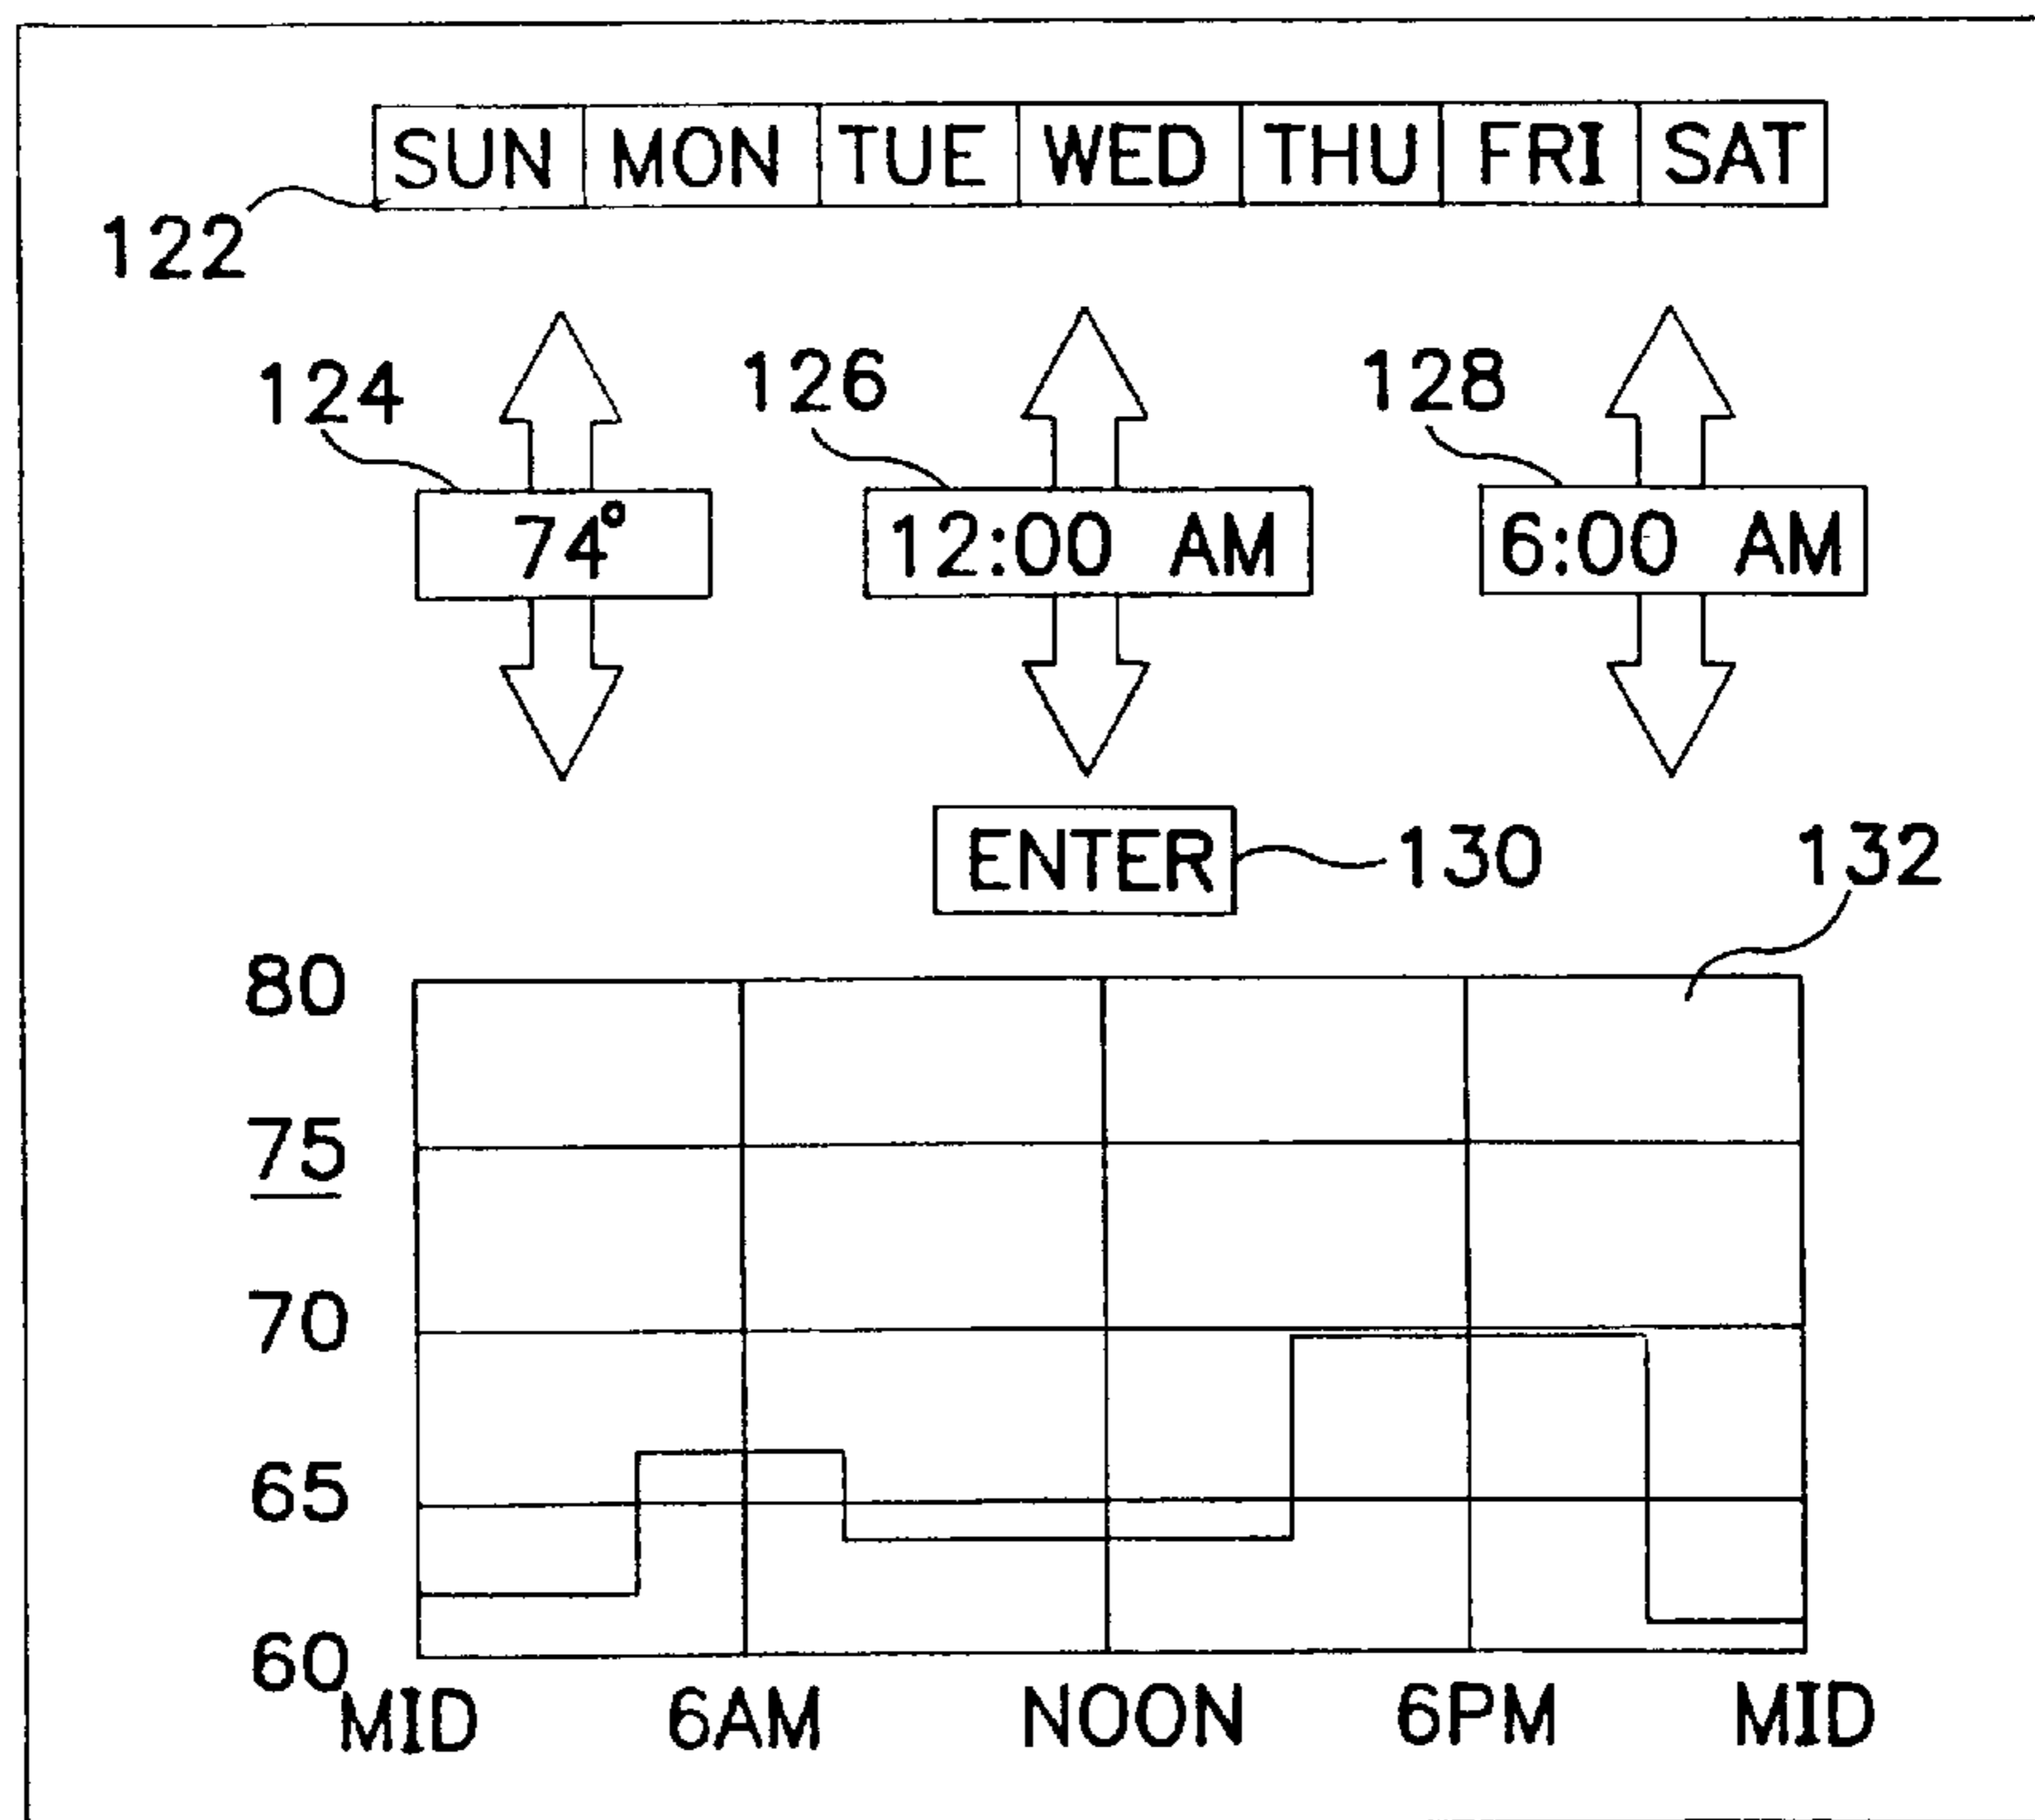 SUN MON TUE WED THU FRI SAT
122
124 126 128
74° 12:00 AM 6:00 AM
ENTER 130 132
80
75
70
65
60
MID 6AM NOON 6PM MID